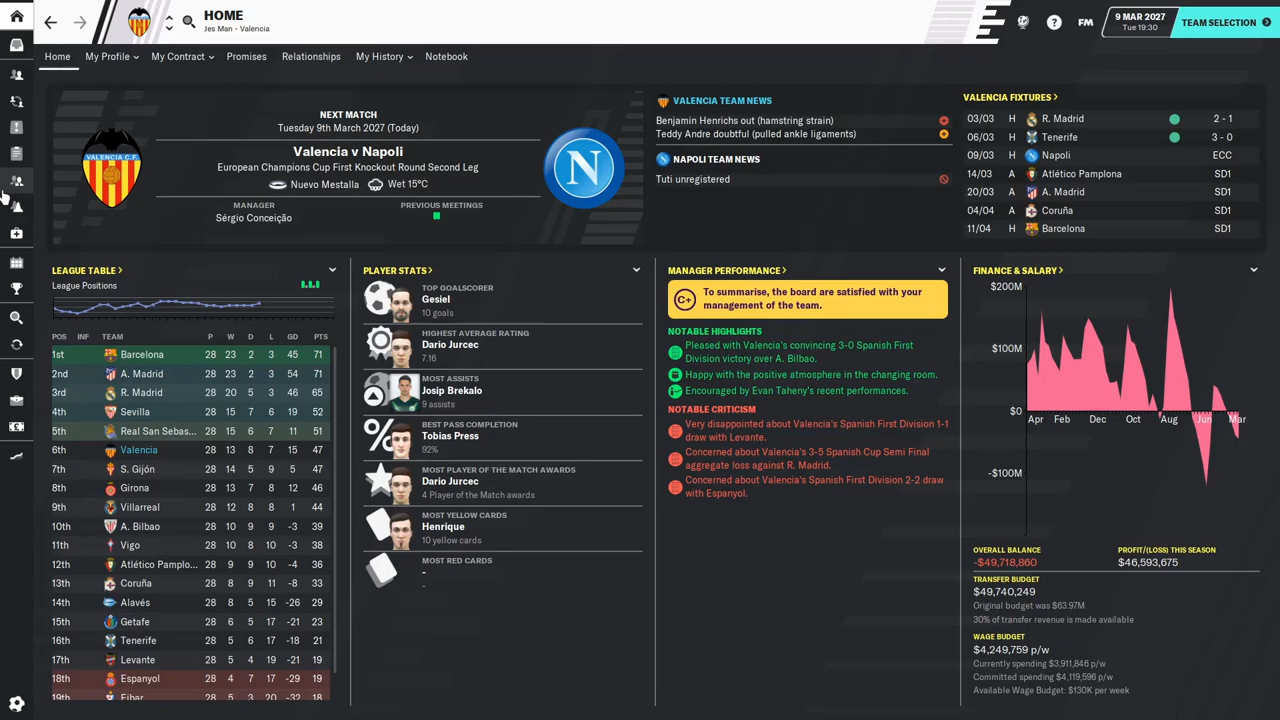 HOME
Jes Man - Valencia
FM
9 MAR 2027
Tue 19:30
TEAM SELECTION
Home
My Profile
My Contract
Promises
Relationships
My History
Notebook
VALENCIA C.F.
NEXT MATCH
Tuesday 9th March 2027 (Today)
Valencia v Napoli
European Champions Cup First Knockout Round Second Leg
Nuevo Mestalla
Wet 15°C
MANAGER
Sérgio Conceição
PREVIOUS MEETINGS
N
VALENCIA TEAM NEWS
Benjamin Henrichs out (hamstring strain)
Teddy Andre doubtful (pulled ankle ligaments)
NAPOLI TEAM NEWS
Tuti unregistered
VALENCIA FIXTURES >
03/03 H R. Madrid 2 - 1
06/03 H Tenerife 3 - 0
09/03 H Napoli ECC
14/03 A Atlético Pamplona SD1
20/03 A A. Madrid SD1
04/04 A Coruña SD1
11/04 H Barcelona SD1
LEAGUE TABLE >
League Positions
POS INF TEAM P W D L GD PTS
1st Barcelona 28 23 2 3 45 71
2nd A. Madrid 28 23 2 3 54 71
3rd R. Madrid 28 20 5 3 46 65
4th Sevilla 28 15 7 6 19 52
5th Real San Sebas... 28 15 6 7 11 51
6th Valencia 28 13 8 7 15 47
7th S. Gijón 28 14 5 9 5 47
8th Girona 28 13 7 8 12 46
9th Villarreal 28 12 8 8 1 44
10th A. Bilbao 28 10 9 9 -3 39
11th Vigo 28 10 8 10 -3 38
12th Atlético Pamplo... 28 9 9 10 -5 36
13th Coruña 28 8 9 11 -8 33
14th Alavés 28 8 5 15 -26 29
15th Getafe 28 6 5 17 -21 23
16th Tenerife 28 6 5 17 -18 21
17th Levante 28 5 4 19 -21 19
18th Espanyol 28 4 7 17 -29 19
19th Eibar 28 5 3 20 -32 18
PLAYER STATS >
TOP GOALSCORER
Gesiel
10 goals
HIGHEST AVERAGE RATING
Dario Jurcec
7.16
MOST ASSISTS
Josip Brekalo
9 assists
BEST PASS COMPLETION
Tobias Press
92%
MOST PLAYER OF THE MATCH AWARDS
Dario Jurcec
4 Player of the Match awards
MOST YELLOW CARDS
Henrique
10 yellow cards
MOST RED CARDS
-
-
MANAGER PERFORMANCE >
C+
To summarise, the board are satisfied with your
management of the team.
NOTABLE HIGHLIGHTS
Pleased with Valencia's convincing 3-0 Spanish First
Division victory over A. Bilbao.
Happy with the positive atmosphere in the changing room.
Encouraged by Evan Taheny's recent performances.
NOTABLE CRITICISM
Very disappointed about Valencia's Spanish First Division 1-1
draw with Levante.
Concerned about Valencia's 3-5 Spanish Cup Semi Final
aggregate loss against R. Madrid.
Concerned about Valencia's Spanish First Division 2-2 draw
with Espanyol.
FINANCE & SALARY >
$200M
$100M
$0
-$100M
Apr Feb Dec Oct Aug Jun Mar
OVERALL BALANCE
-$49,718,860
PROFIT/(LOSS) THIS SEASON
$46,593,675
TRANSFER BUDGET
$49,740,249
Original budget was $63.97M
30% of transfer revenue is made available
WAGE BUDGET
$4,249,759 p/w
Currently spending $3,911,846 p/w
Committed spending $4,119,596 p/w
Available Wage Budget: $130K per week